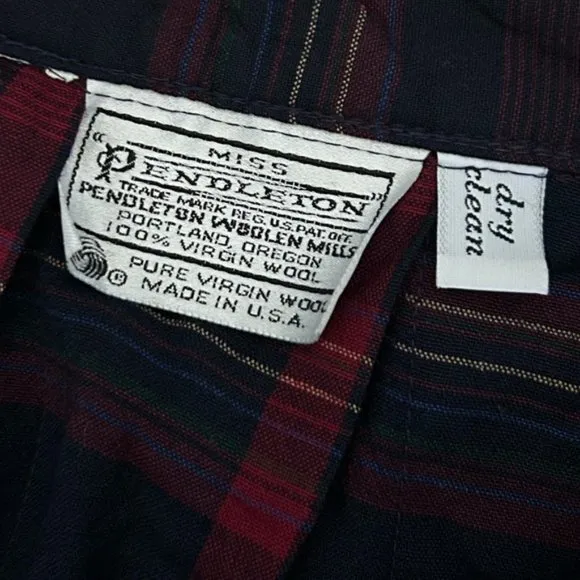 MISS
"PENDLETON"
TRADE MARK REG. U.S. PAT. OFF.
PENDLETON WOOLEN MILLS
PORTLAND, OREGON
100% VIRGIN WOOL
®
PURE VIRGIN WOOL
MADE IN U.S.A.
dry
clean